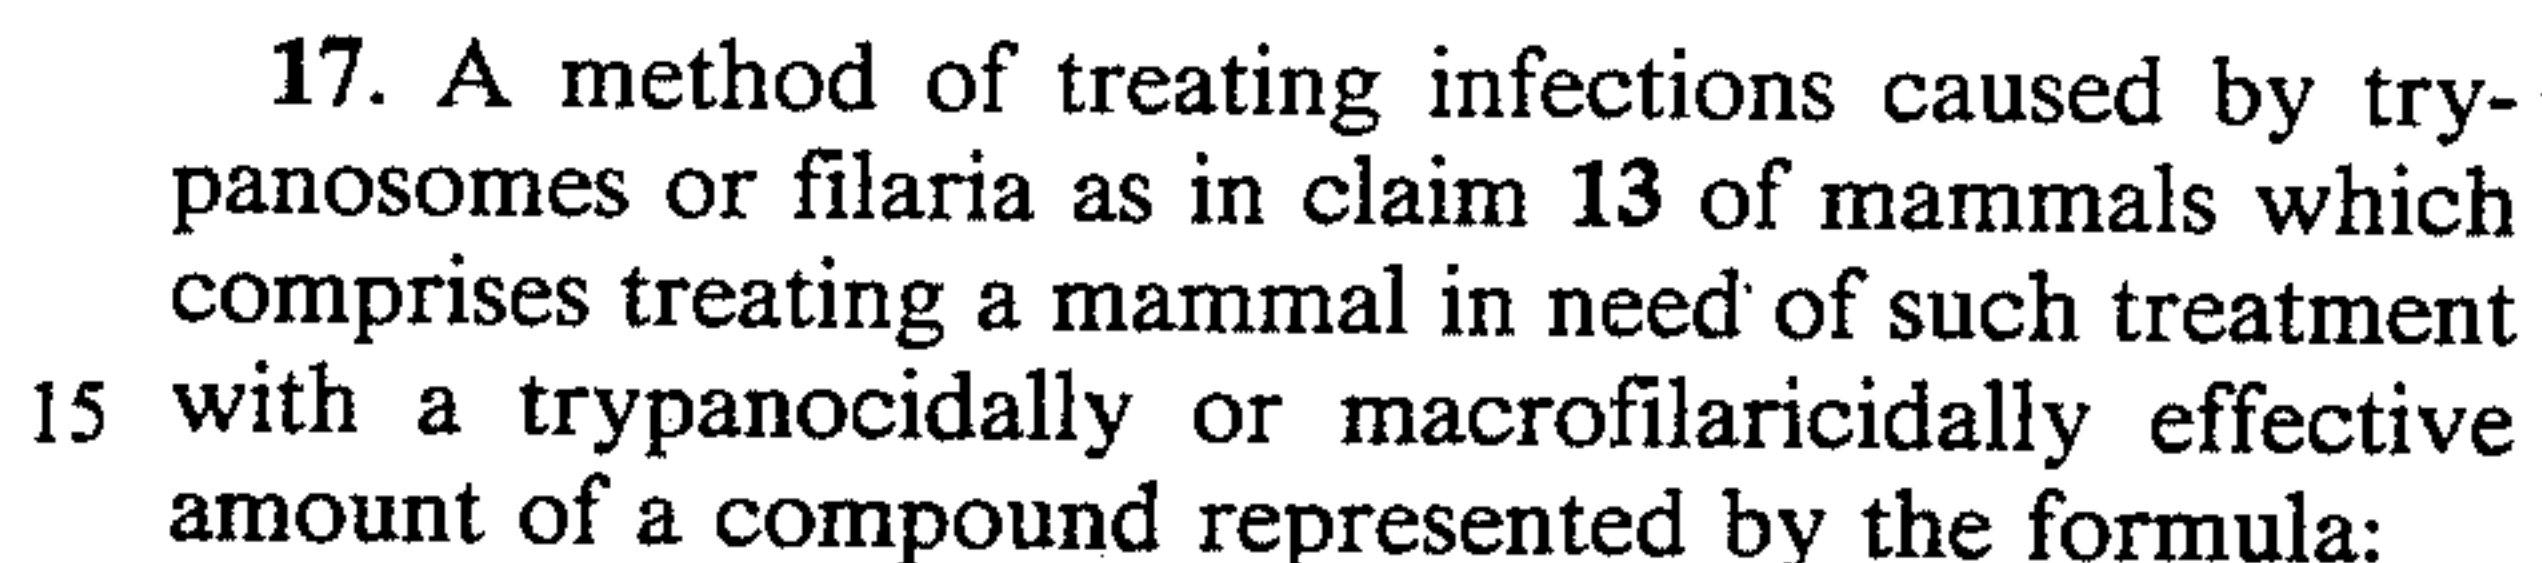 17. A method of treating infections caused by try-
panosomes or filaria as in claim 13 of mammals which
comprises treating a mammal in need of such treatment
15 with a trypanocidally or macrofilaricidally effective
amount of a compound represented by the formula: